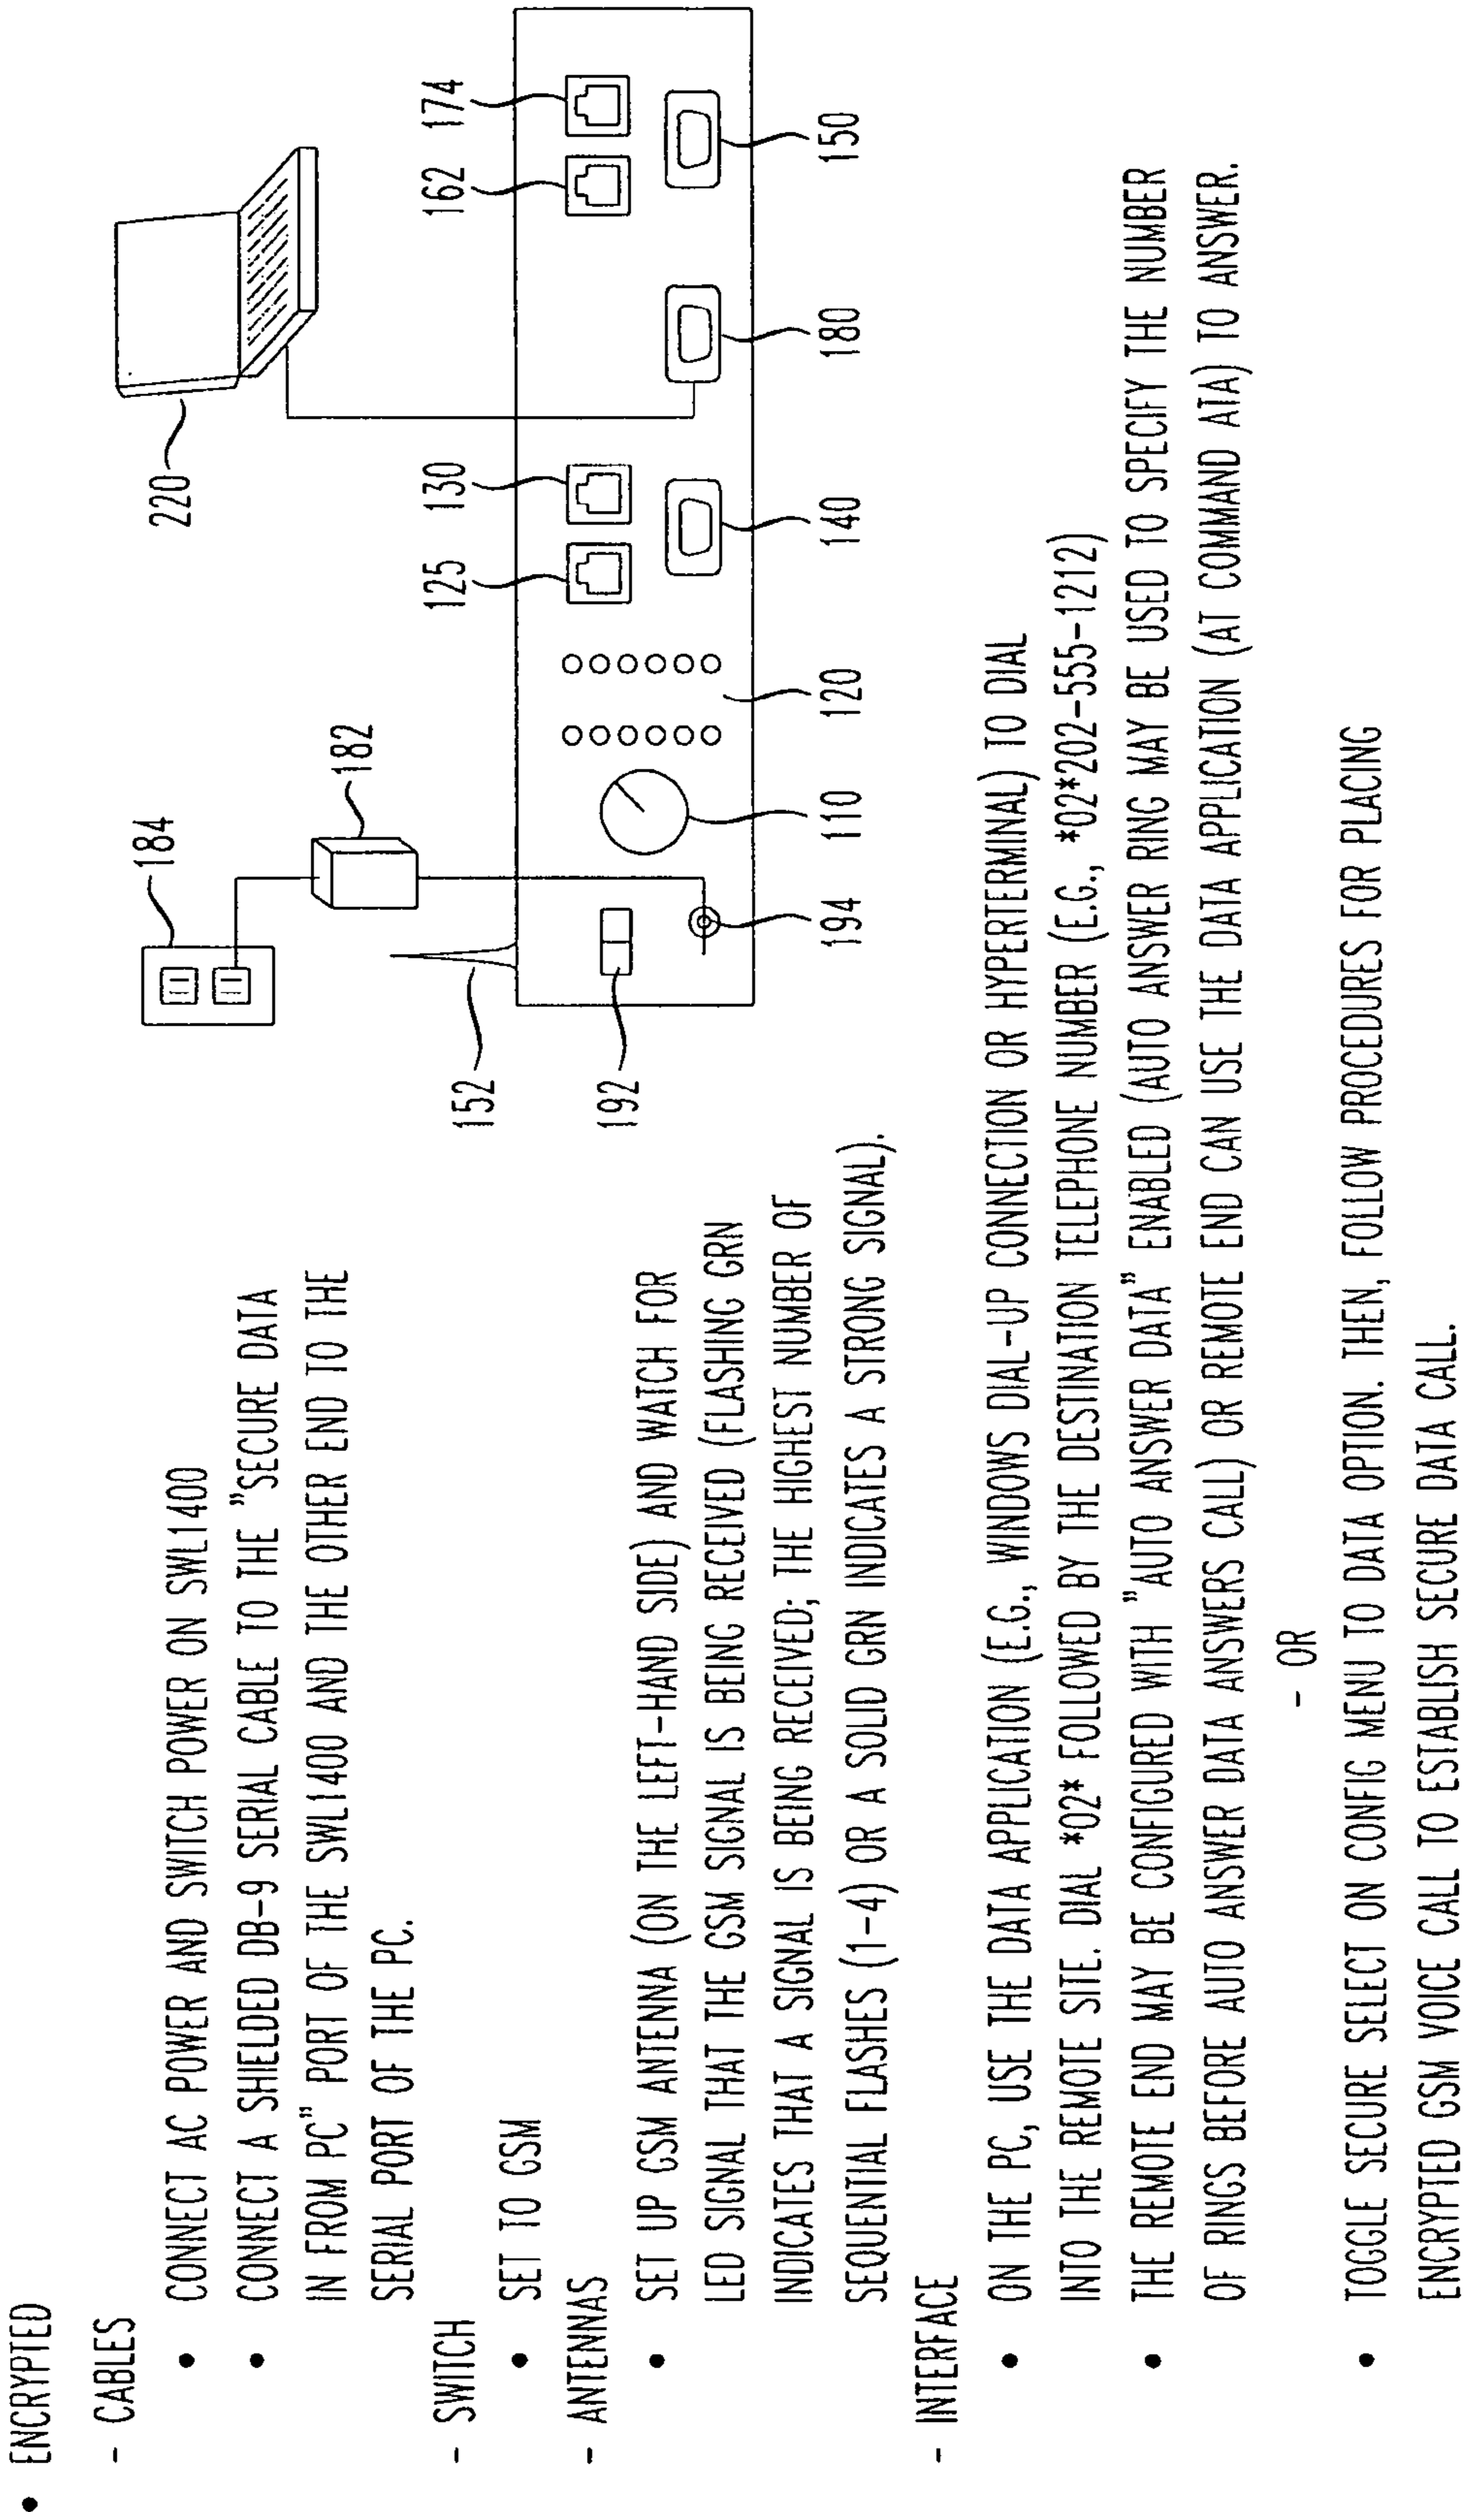 • ENCRYPTED
- CABLES
• CONNECT AC POWER AND SWITCH POWER ON SWL1400
• CONNECT A SHIELDED DB-9 SERIAL CABLE TO THE "SECURE DATA
IN FROM PC" PORT OF THE SWL1400 AND THE OTHER END TO THE
SERIAL PORT OF THE PC.
- SWITCH
• SET TO GSM
- ANTENNAS
• SET UP GSM ANTENNA (ON THE LEFT-HAND SIDE) AND WATCH FOR
LED SIGNAL THAT THE GSM SIGNAL IS BEING RECEIVED (FLASHING GRN
INDICATES THAT A SIGNAL IS BEING RECEIVED; THE HIGHEST NUMBER OF
SEQUENTIAL FLASHES (1-4) OR A SOLID GRN INDICATES A STRONG SIGNAL).
184
182
220
152
192
125
130
162
174
194
110
120
140
180
150
- INTERFACE
• ON THE PC, USE THE DATA APPLICATION (E.G., WINDOWS DIAL-UP CONNECTION OR HYPERTERMINAL) TO DIAL
INTO THE REMOTE SITE. DIAL *02* FOLLOWED BY THE DESTINATION TELEPHONE NUMBER (E.G., *02*202-555-1212)
• THE REMOTE END MAY BE CONFIGURED WITH "AUTO ANSWER DATA" ENABLED (AUTO ANSWER RING MAY BE USED TO SPECIFY THE NUMBER
OF RINGS BEFORE AUTO ANSWER DATA ANSWERS CALL) OR REMOTE END CAN USE THE DATA APPLICATION (AT COMMAND ATA) TO ANSWER.
- OR
• TOGGLE SECURE SELECT ON CONFIG MENU TO DATA OPTION. THEN, FOLLOW PROCEDURES FOR PLACING
ENCRYPTED GSM VOICE CALL TO ESTABLISH SECURE DATA CALL.